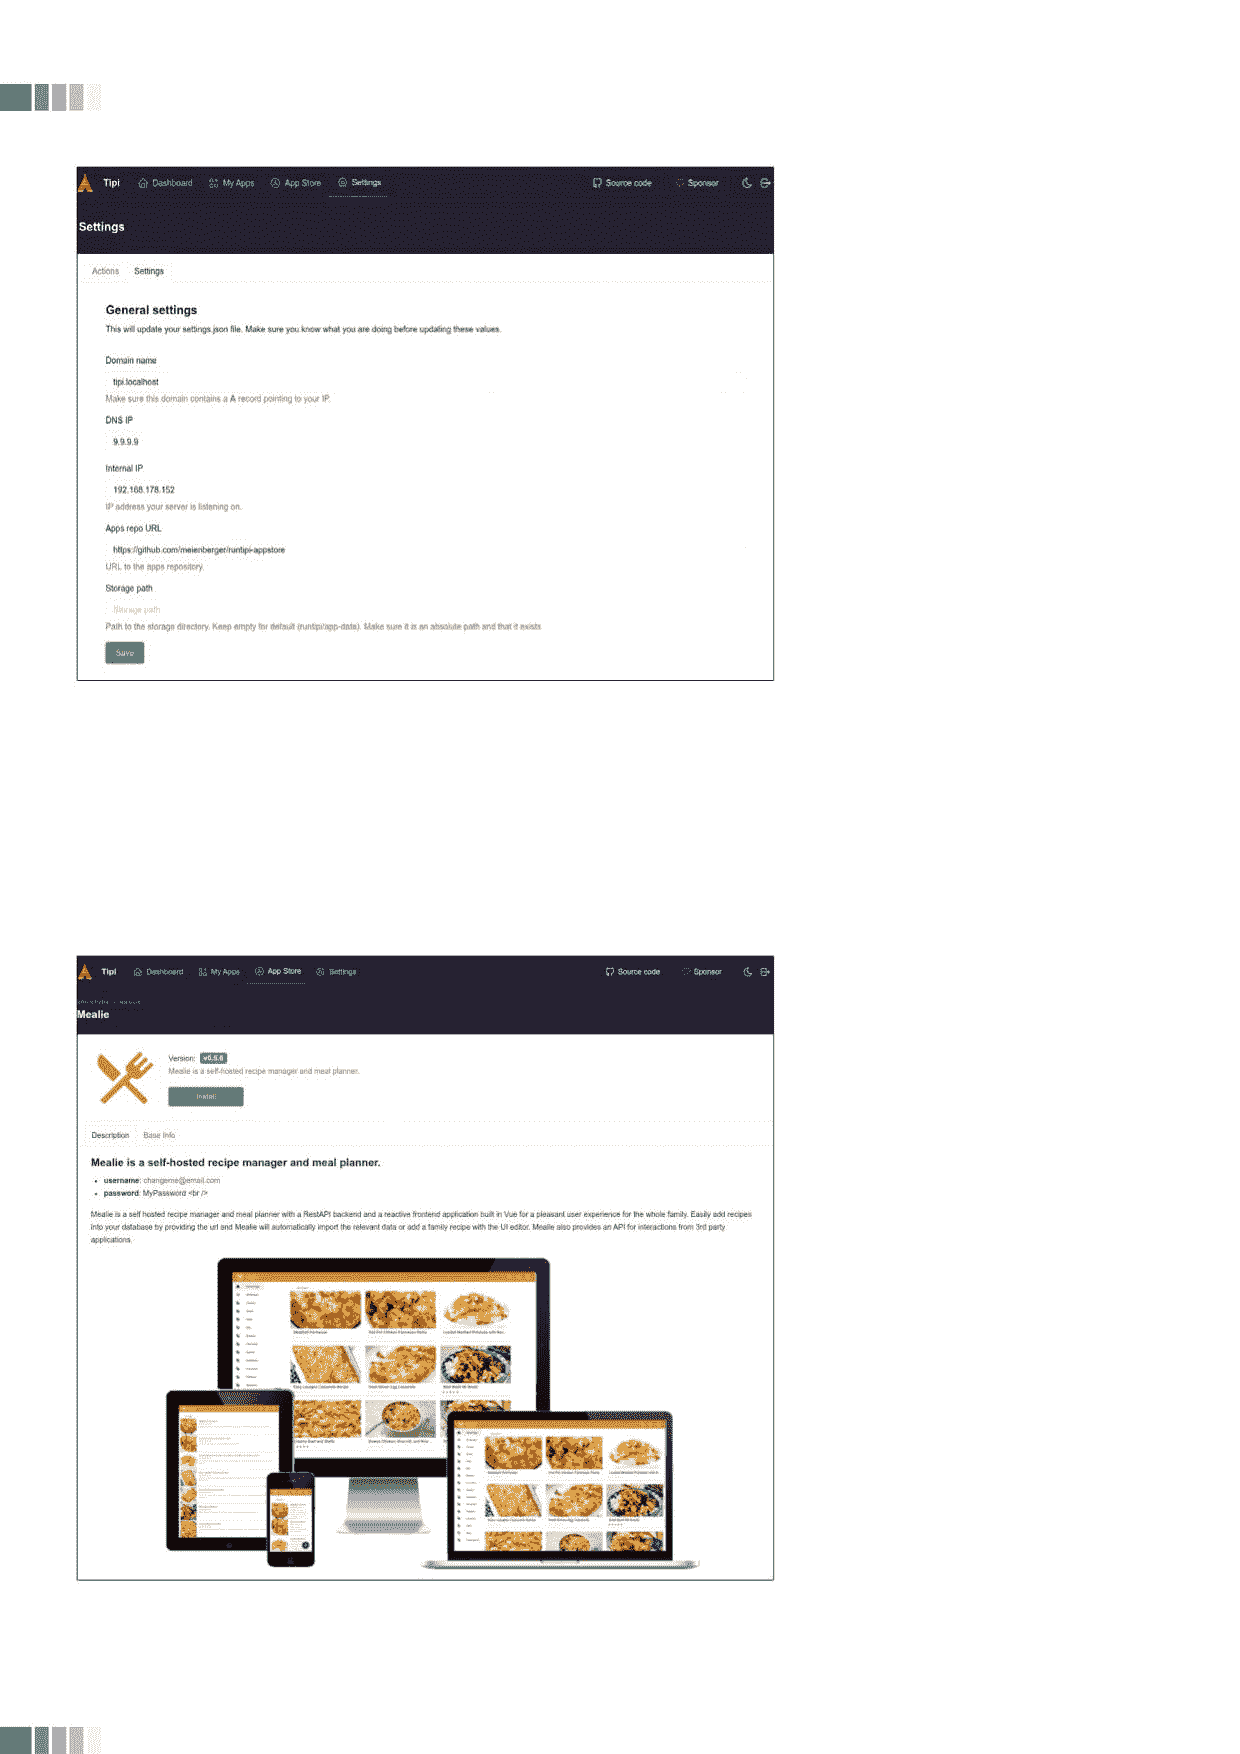 Tipi Dashboard My Apps App Store Settings Source code Sponsor
Settings
Actions Settings
General settings
This will update your settings.json file. Make sure you know what you are doing before updating these values.
Domain name
tipi.localhost
Make sure this domain contains a A record pointing to your IP.
DNS IP
9.9.9.9
Internal IP
192.168.178.152
IP address your server is listening on.
Apps repo URL
https://github.com/meienberger/runtipi-appstore
URL to the apps repository.
Storage path
Storage path
Path to the storage directory. Keep empty for default (runtipi/app-data). Make sure it is an absolute path and that it exists
Save
Tipi Dashboard My Apps App Store Settings Source code Sponsor
Mealie
Version: v0.5.6
Mealie is a self-hosted recipe manager and meal planner.
Install
Description Base Info
Mealie is a self-hosted recipe manager and meal planner.
• username: changeme@email.com
• password: MyPassword <br />
Mealie is a self hosted recipe manager and meal planner with a RestAPI backend and a reactive frontend application built in Vue for a pleasant user experience for the whole family. Easily add recipes
into your database by providing the url and Mealie will automatically import the relevant data or add a family recipe with the UI editor. Mealie also provides an API for interactions from 3rd party
applications.